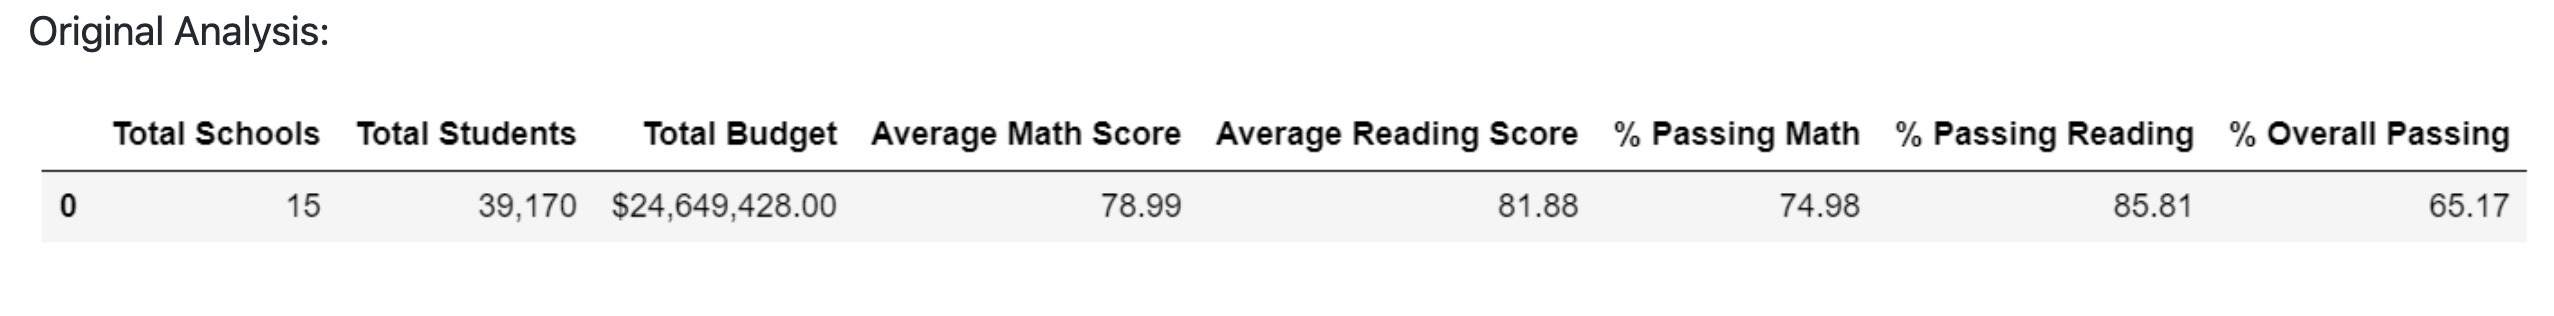 Original Analysis:
Total Schools Total Students Total Budget Average Math Score Average Reading Score % Passing Math % Passing Reading % Overall Passing
0 15 39,170 $24,649,428.00 78.99 81.88 74.98 85.81 65.17